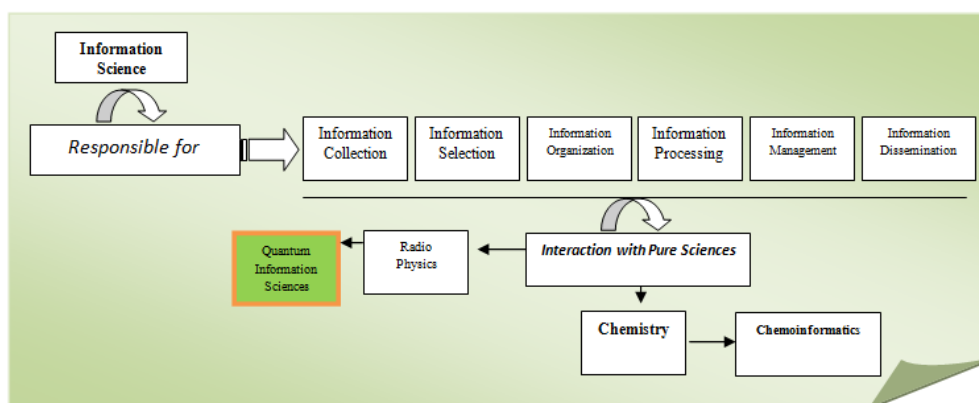 Information
Science
Responsible for
Information
Collection
Information
Selection
Information
Organization
Information
Processing
Information
Management
Information
Dissemination
Quantum
Information
Sciences
Radio
Physics
Interaction with Pure Sciences
Chemistry
Chemoinformatics